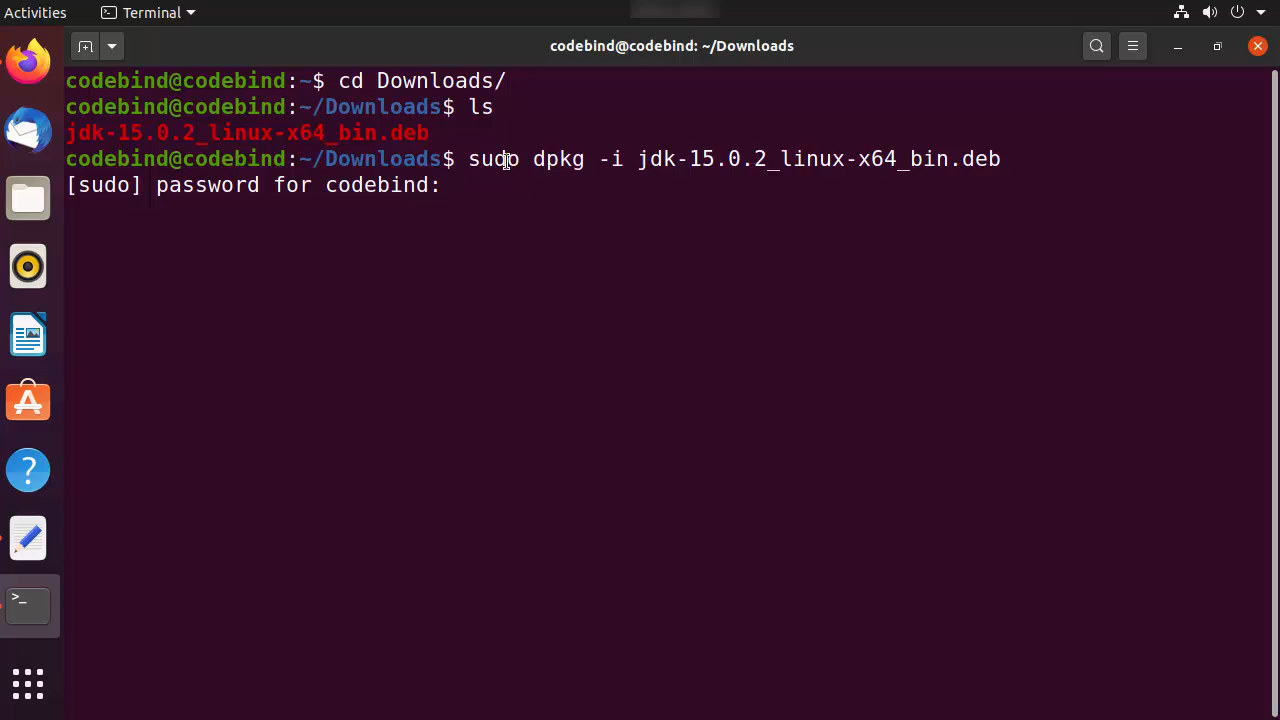 Activities
Terminal
codebind@codebind: ~/Downloads
codebind@codebind:~$ cd Downloads/
codebind@codebind:~/Downloads$ ls
jdk-15.0.2_linux-x64_bin.deb
codebind@codebind:~/Downloads$ sudo dpkg -i jdk-15.0.2_linux-x64_bin.deb
[sudo] password for codebind: